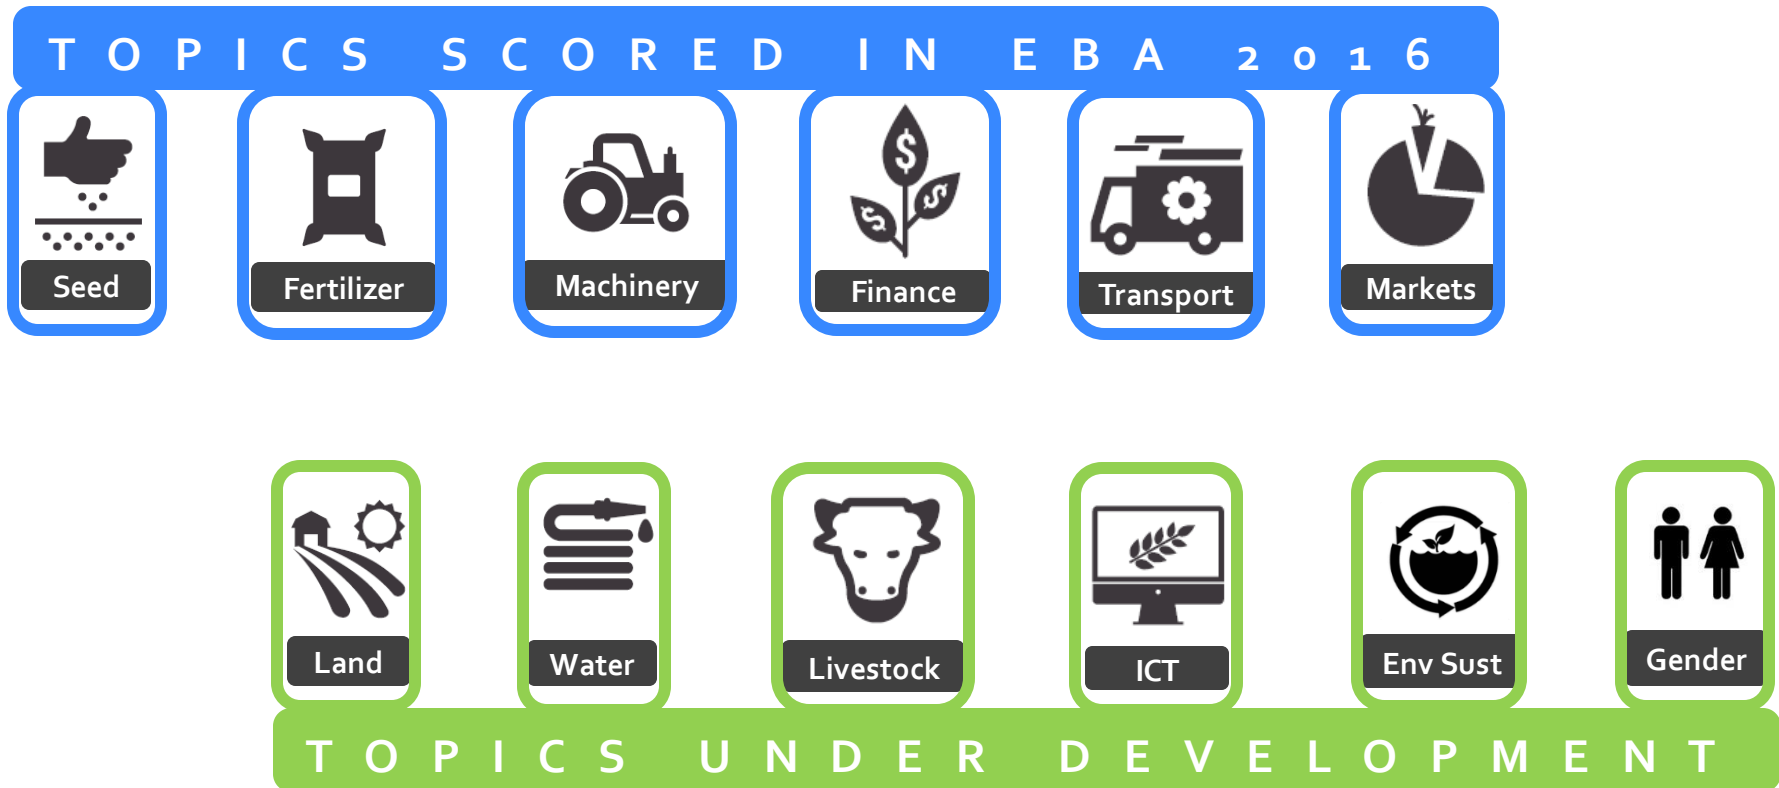 TOPICS SCORED IN EBA 2016
Seed
Fertilizer
Machinery
Finance
Transport
Markets
Land
Water
Livestock
ICT
Env Sust
Gender
TOPICS UNDER DEVELOPMENT